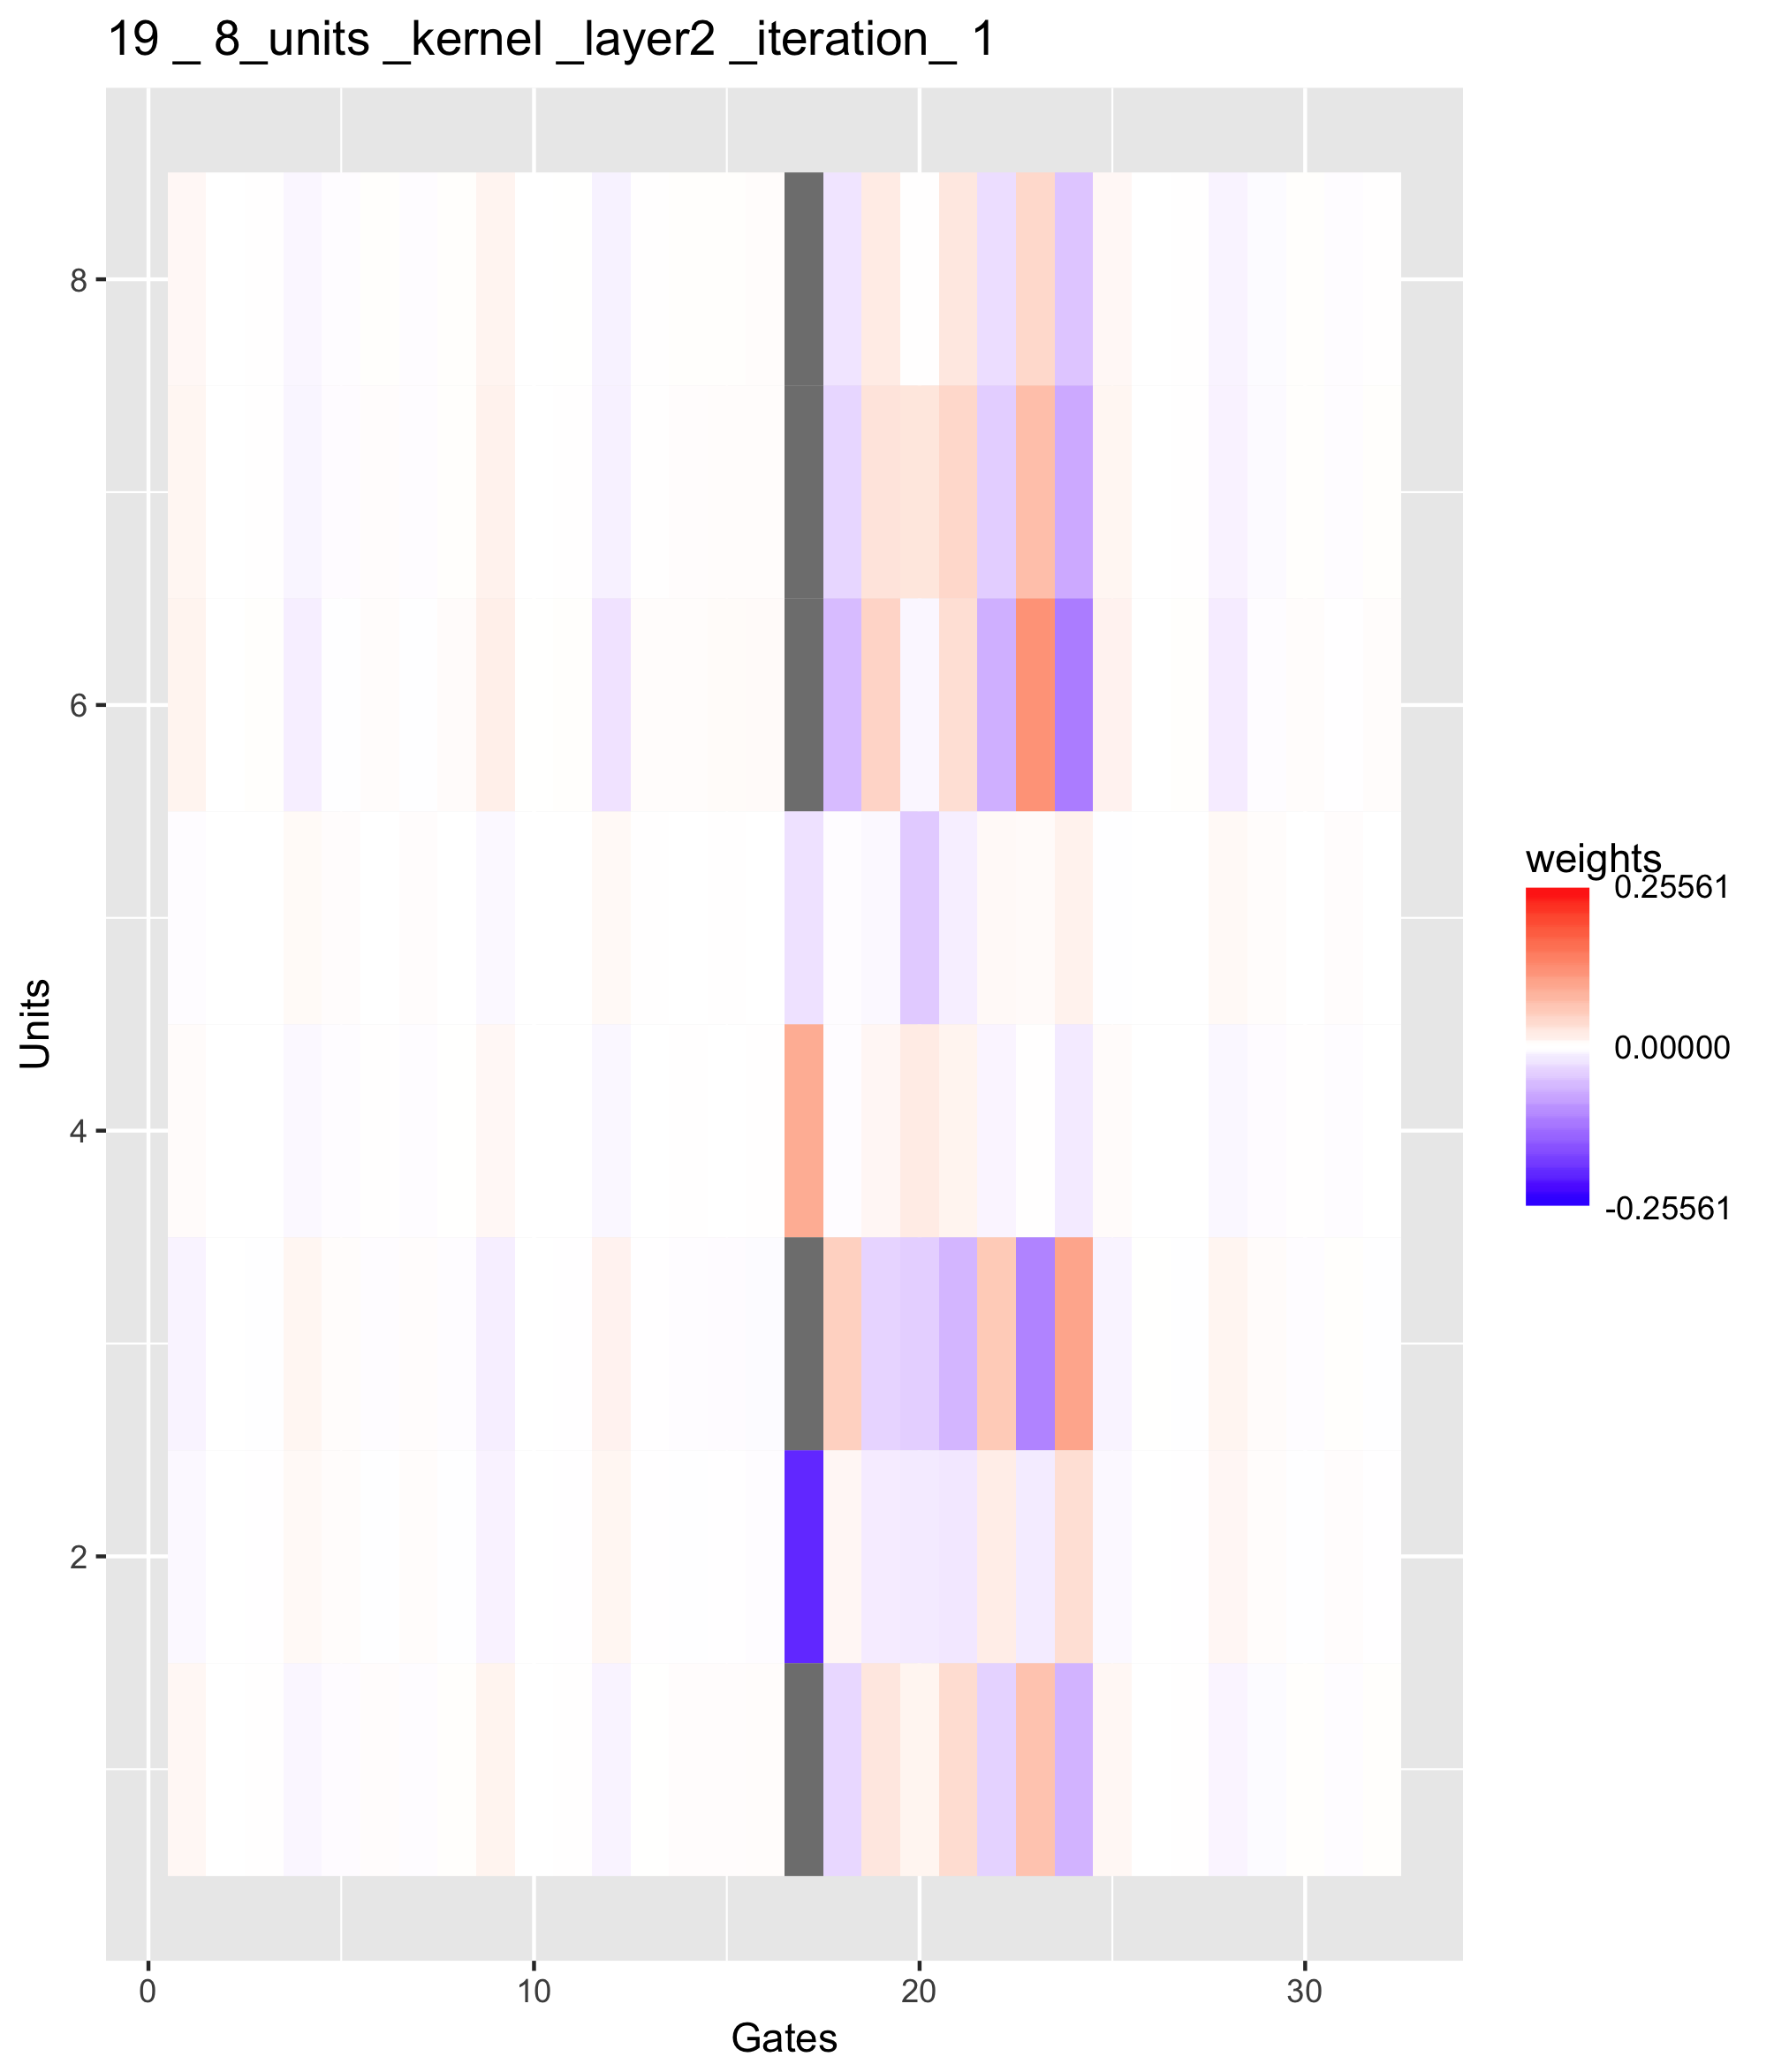 19 _ 8_units _kernel _layer2 _iteration_ 1
8
6
4
2
Units
0
10
20
30
Gates
weights
0.25561
0.00000
-0.25561